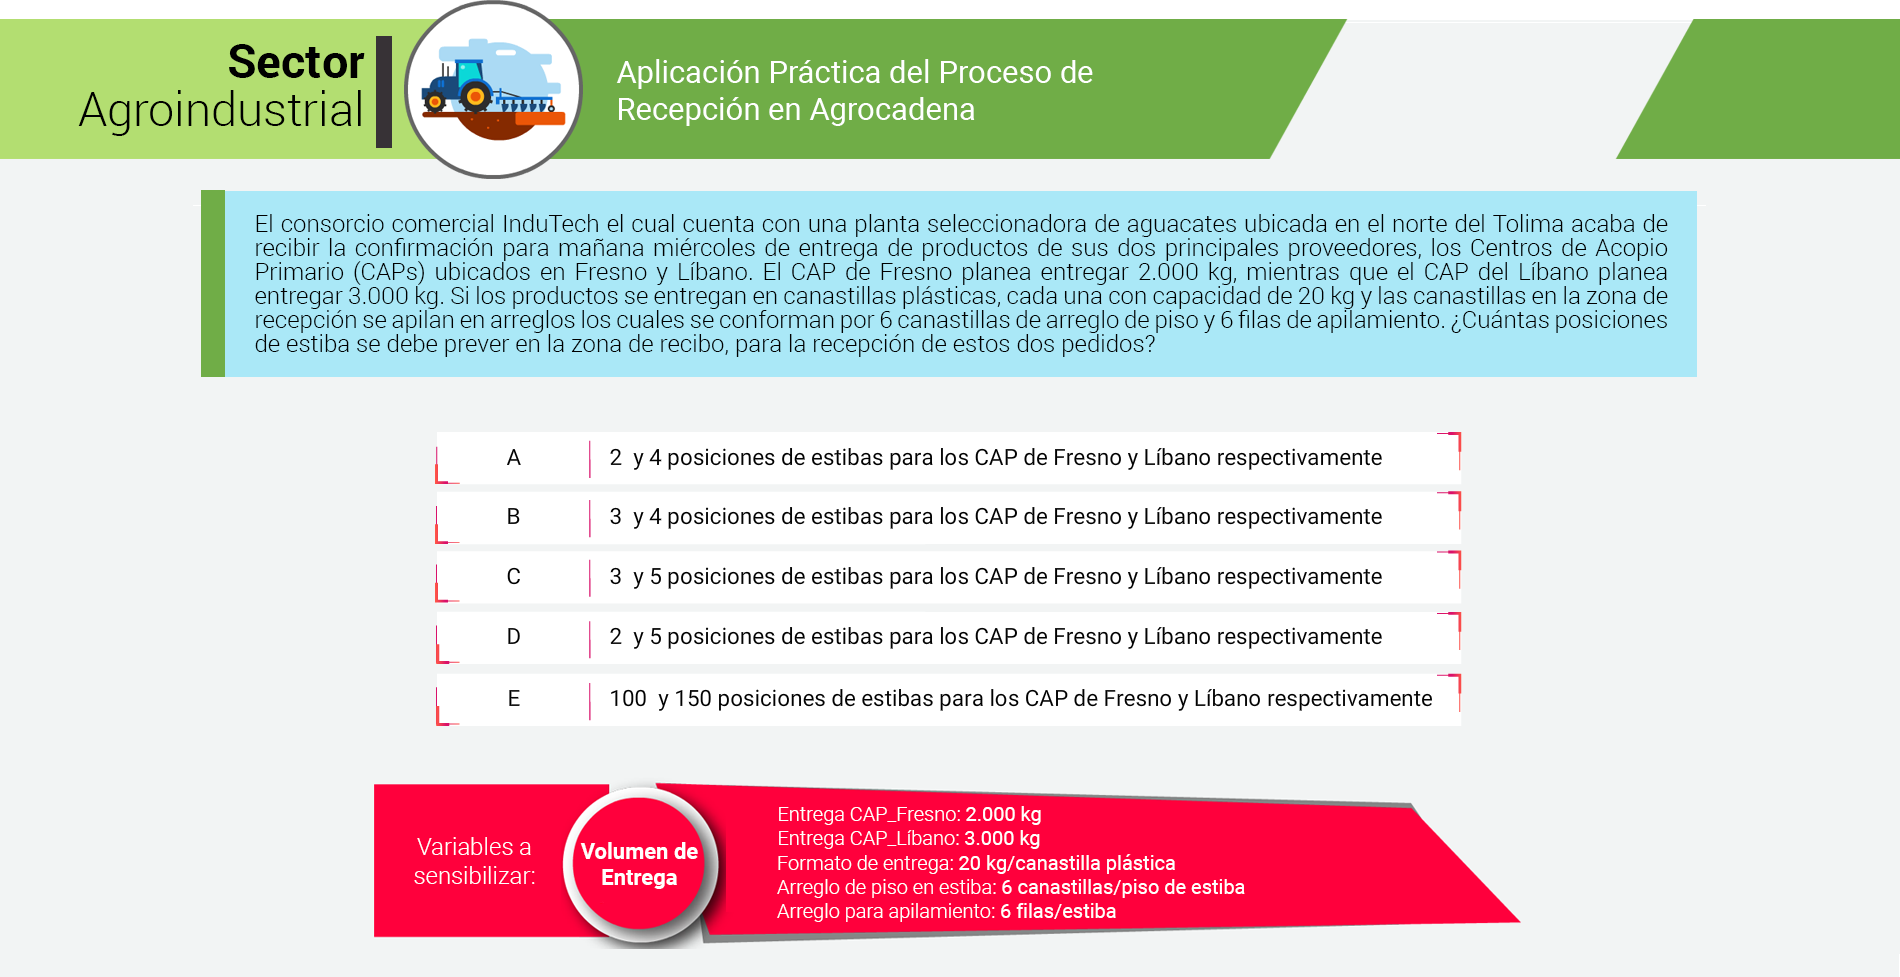 Sector
Agroindustrial
Aplicación Práctica del Proceso de
Recepción en Agrocadena
El consorcio comercial InduTech el cual cuenta con una planta seleccionadora de aguacates ubicada en el norte del Tolima acaba de
recibir la confirmación para mañana miércoles de entrega de productos de sus dos principales proveedores, los Centros de Acopio
Primario (CAPs) ubicados en Fresno y Líbano. El CAP de Fresno planea entregar 2.000 kg, mientras que el CAP del Líbano planea
entregar 3.000 kg. Si los productos se entregan en canastillas plásticas, cada una con capacidad de 20 kg y las canastillas en la zona de
recepción se apilan en arreglos los cuales se conforman por 6 canastillas de arreglo de piso y 6 filas de apilamiento. ¿Cuántas posiciones
de estiba se debe prever en la zona de recibo, para la recepción de estos dos pedidos?
A 2 y 4 posiciones de estibas para los CAP de Fresno y Líbano respectivamente
B 3 y 4 posiciones de estibas para los CAP de Fresno y Líbano respectivamente
C 3 y 5 posiciones de estibas para los CAP de Fresno y Líbano respectivamente
D 2 y 5 posiciones de estibas para los CAP de Fresno y Líbano respectivamente
E 100 y 150 posiciones de estibas para los CAP de Fresno y Líbano respectivamente
Variables a
sensibilizar:
Volumen de
Entrega
Entrega CAP_Fresno: 2.000 kg
Entrega CAP_Líbano: 3.000 kg
Formato de entrega: 20 kg/canastilla plástica
Arreglo de piso en estiba: 6 canastillas/piso de estiba
Arreglo para apilamiento: 6 filas/estiba